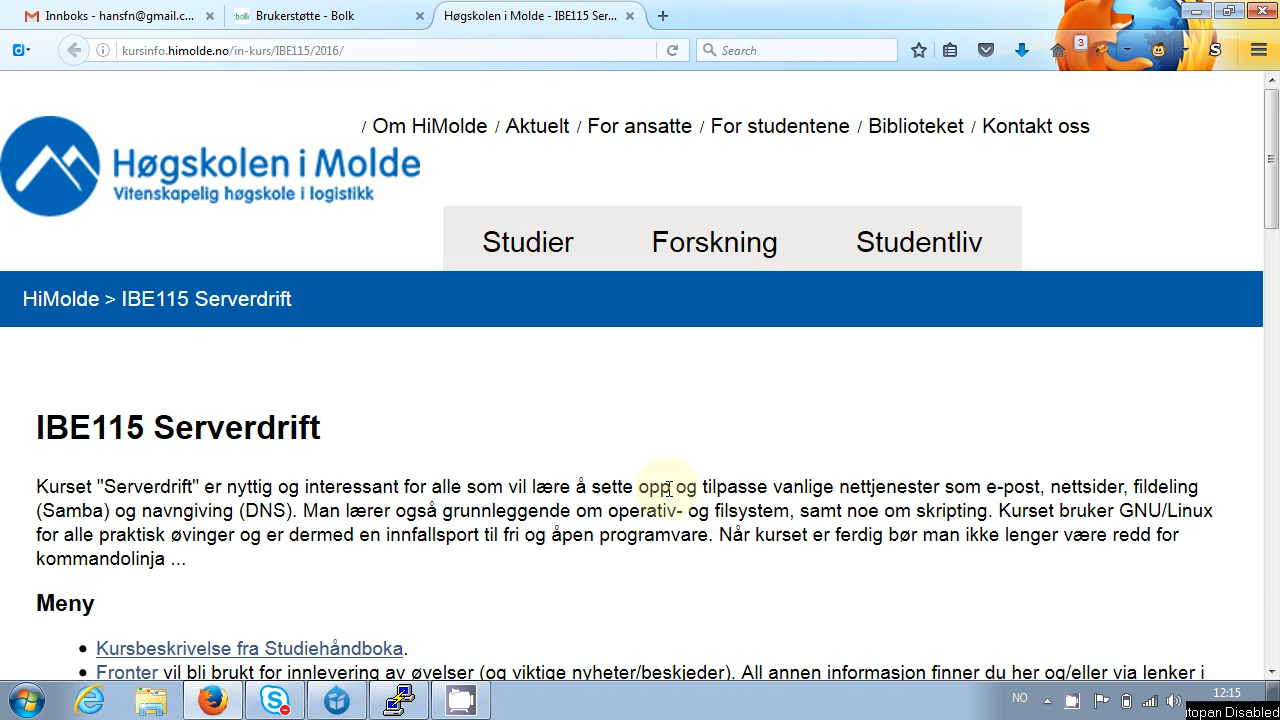 Innboks - hansfn@gmail.c...
:bolk Brukerstøtte - Bolk
Høgskolen i Molde - IBE115 Ser...
kursinfo.himolde.no/in-kurs/IBE115/2016/
Search
3
S
/ Om HiMolde / Aktuelt / For ansatte / For studentene / Biblioteket / Kontakt oss
Høgskolen i Molde
Vitenskapelig høgskole i logistikk
Studier Forskning Studentliv
HiMolde > IBE115 Serverdrift
IBE115 Serverdrift
Kurset "Serverdrift" er nyttig og interessant for alle som vil lære å sette opp og tilpasse vanlige nettjenester som e-post, nettsider, fildeling
(Samba) og navngiving (DNS). Man lærer også grunnleggende om operativ- og filsystem, samt noe om skripting. Kurset bruker GNU/Linux
for alle praktisk øvinger og er dermed en innfallsport til fri og åpen programvare. Når kurset er ferdig bør man ikke lenger være redd for
kommandolinja ...
Meny
Kursbeskrivelse fra Studiehåndboka.
Fronter vil bli brukt for innlevering av øvelser (og viktige nyheter/beskjeder). All annen informasjon finner du her og/eller via lenker i
NO
12:15
utopan Disabled